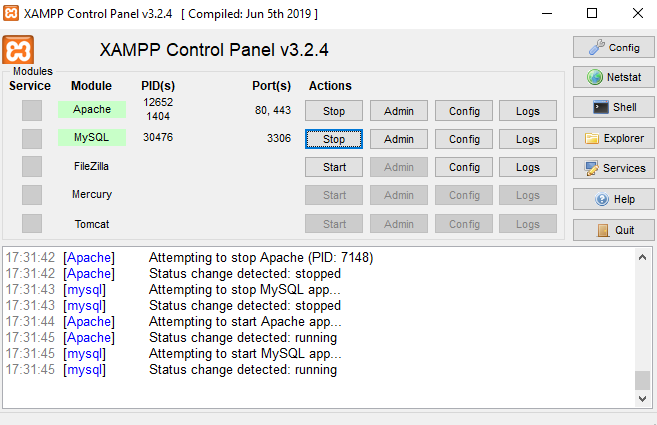 XAMPP Control Panel v3.2.4 [ Compiled: Jun 5th 2019 ]
XAMPP Control Panel v3.2.4
Config
Modules
Service Module PID(s) Port(s) Actions
Netstat
Apache 12652 1404 80, 443 Stop Admin Config Logs
Shell
MySQL 30476 3306 Stop Admin Config Logs
Explorer
FileZilla Start Admin Config Logs
Services
Mercury Start Admin Config Logs
Help
Tomcat Start Admin Config Logs
Quit
17:31:42 [Apache] Attempting to stop Apache (PID: 7148)
17:31:42 [Apache] Status change detected: stopped
17:31:43 [mysql] Attempting to stop MySQL app...
17:31:43 [mysql] Status change detected: stopped
17:31:44 [Apache] Attempting to start Apache app...
17:31:45 [Apache] Status change detected: running
17:31:45 [mysql] Attempting to start MySQL app...
17:31:45 [mysql] Status change detected: running